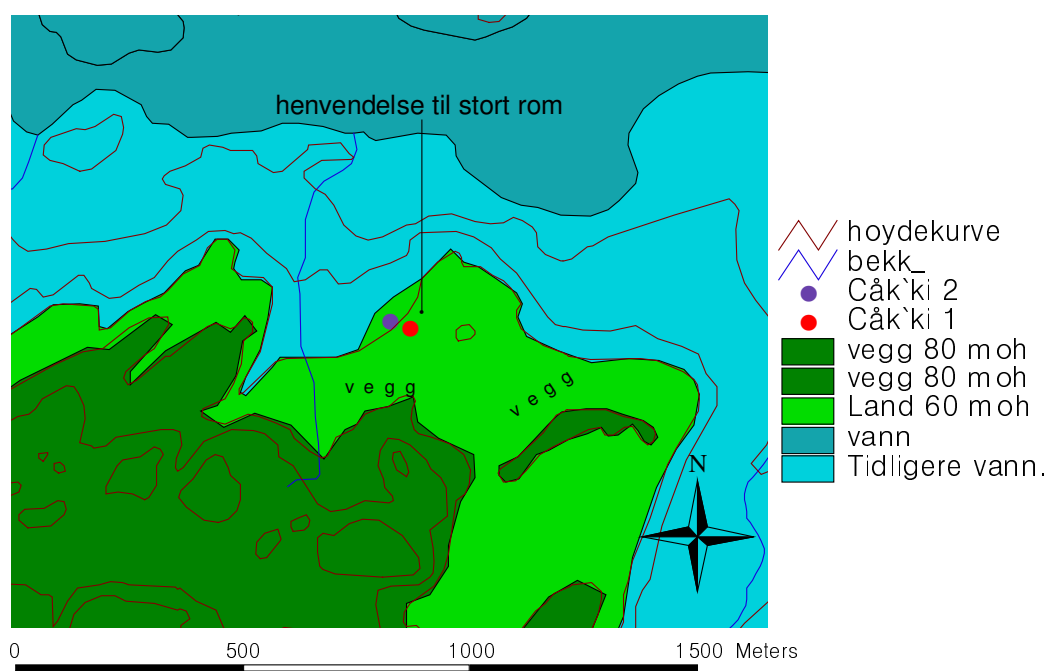 henvendelse til stort rom
vegg
vegg
N
hoydekurve
bekk_
Cåk`ki 2
Cåk`ki 1
vegg 80 moh
vegg 80 moh
Land 60 moh
vann
Tidligere vann.
0 500 1000 1500 Meters